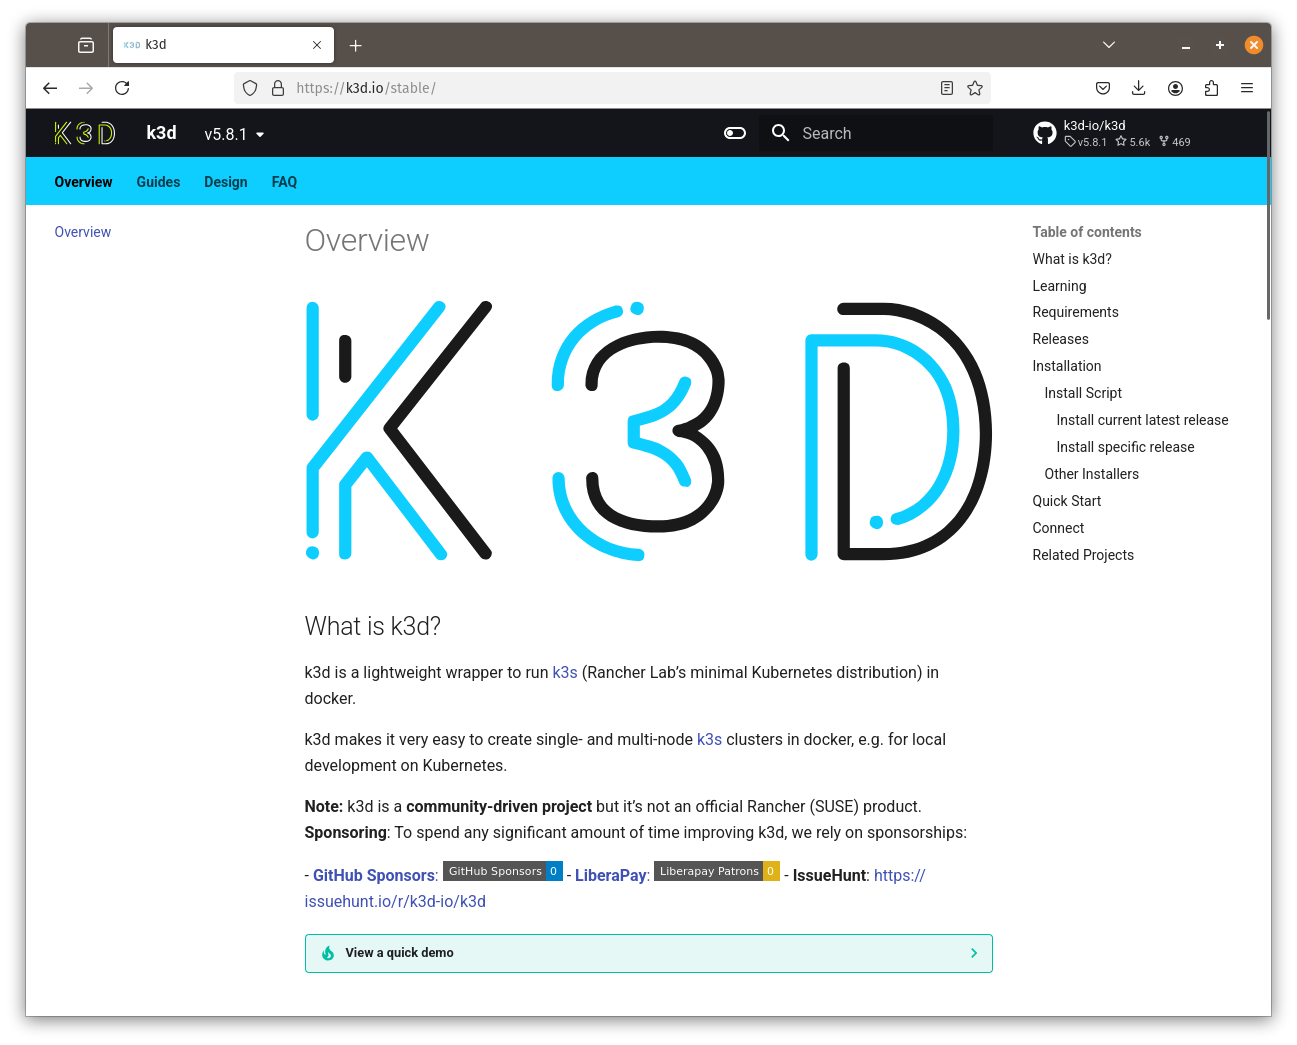 K3D k3d
https://k3d.io/stable/
K3D k3d v5.8.1 Search k3d-io/k3d
v5.8.1 5.6k 469
Overview Guides Design FAQ
Overview
Overview
K3D
What is k3d?
k3d is a lightweight wrapper to run k3s (Rancher Lab’s minimal Kubernetes distribution) in
docker.
k3d makes it very easy to create single- and multi-node k3s clusters in docker, e.g. for local
development on Kubernetes.
Note: k3d is a community-driven project but it’s not an official Rancher (SUSE) product.
Sponsoring: To spend any significant amount of time improving k3d, we rely on sponsorships:
- GitHub Sponsors: GitHub Sponsors 0 - LiberaPay: Liberapay Patrons 0 - IssueHunt: https://
issuehunt.io/r/k3d-io/k3d
View a quick demo
Table of contents
What is k3d?
Learning
Requirements
Releases
Installation
Install Script
Install current latest release
Install specific release
Other Installers
Quick Start
Connect
Related Projects